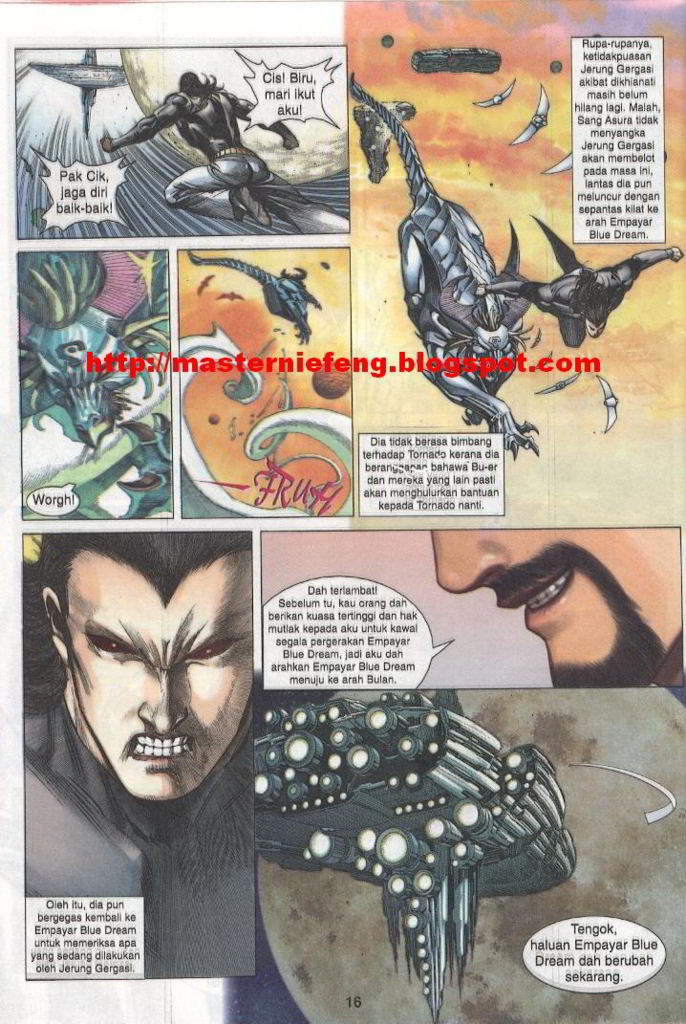 Cis! Biru,
mari ikut
aku!
Pak Cik,
jaga diri
baik-baik!
Rupa-rupanya,
ketidakpuasan
Jerung Gergasi
akibat dikhianati
masih belum
hilang lagi. Malah,
Sang Asura tidak
menyangka
Jerung Gergasi
akan membelot
pada masa ini,
lantas dia pun
meluncur dengan
sepantas kilat ke
arah Empayar
Blue Dream.
Worgh!
FRUSY
http://masterniefeng.blogspot.com
Dia tidak berasa bimbang
terhadap Tornado kerana dia
beranggapan bahawa Bu-er
dan mereka yang lain pasti
akan menghulurkan bantuan
kepada Tornado nanti.
Oleh itu, dia pun
bergegas kembali ke
Empayar Blue Dream
untuk memeriksa apa
yang sedang dilakukan
oleh Jerung Gergasi.
Dah terlambat!
Sebelum tu, kau orang dah
berikan kuasa tertinggi dan hak
mutlak kepada aku untuk kawal
segala pergerakan Empayar
Blue Dream, jadi aku dah
arahkan Empayar Blue Dream
menuju ke arah Bulan.
Tengok,
haluan Empayar Blue
Dream dah berubah
sekarang.
16